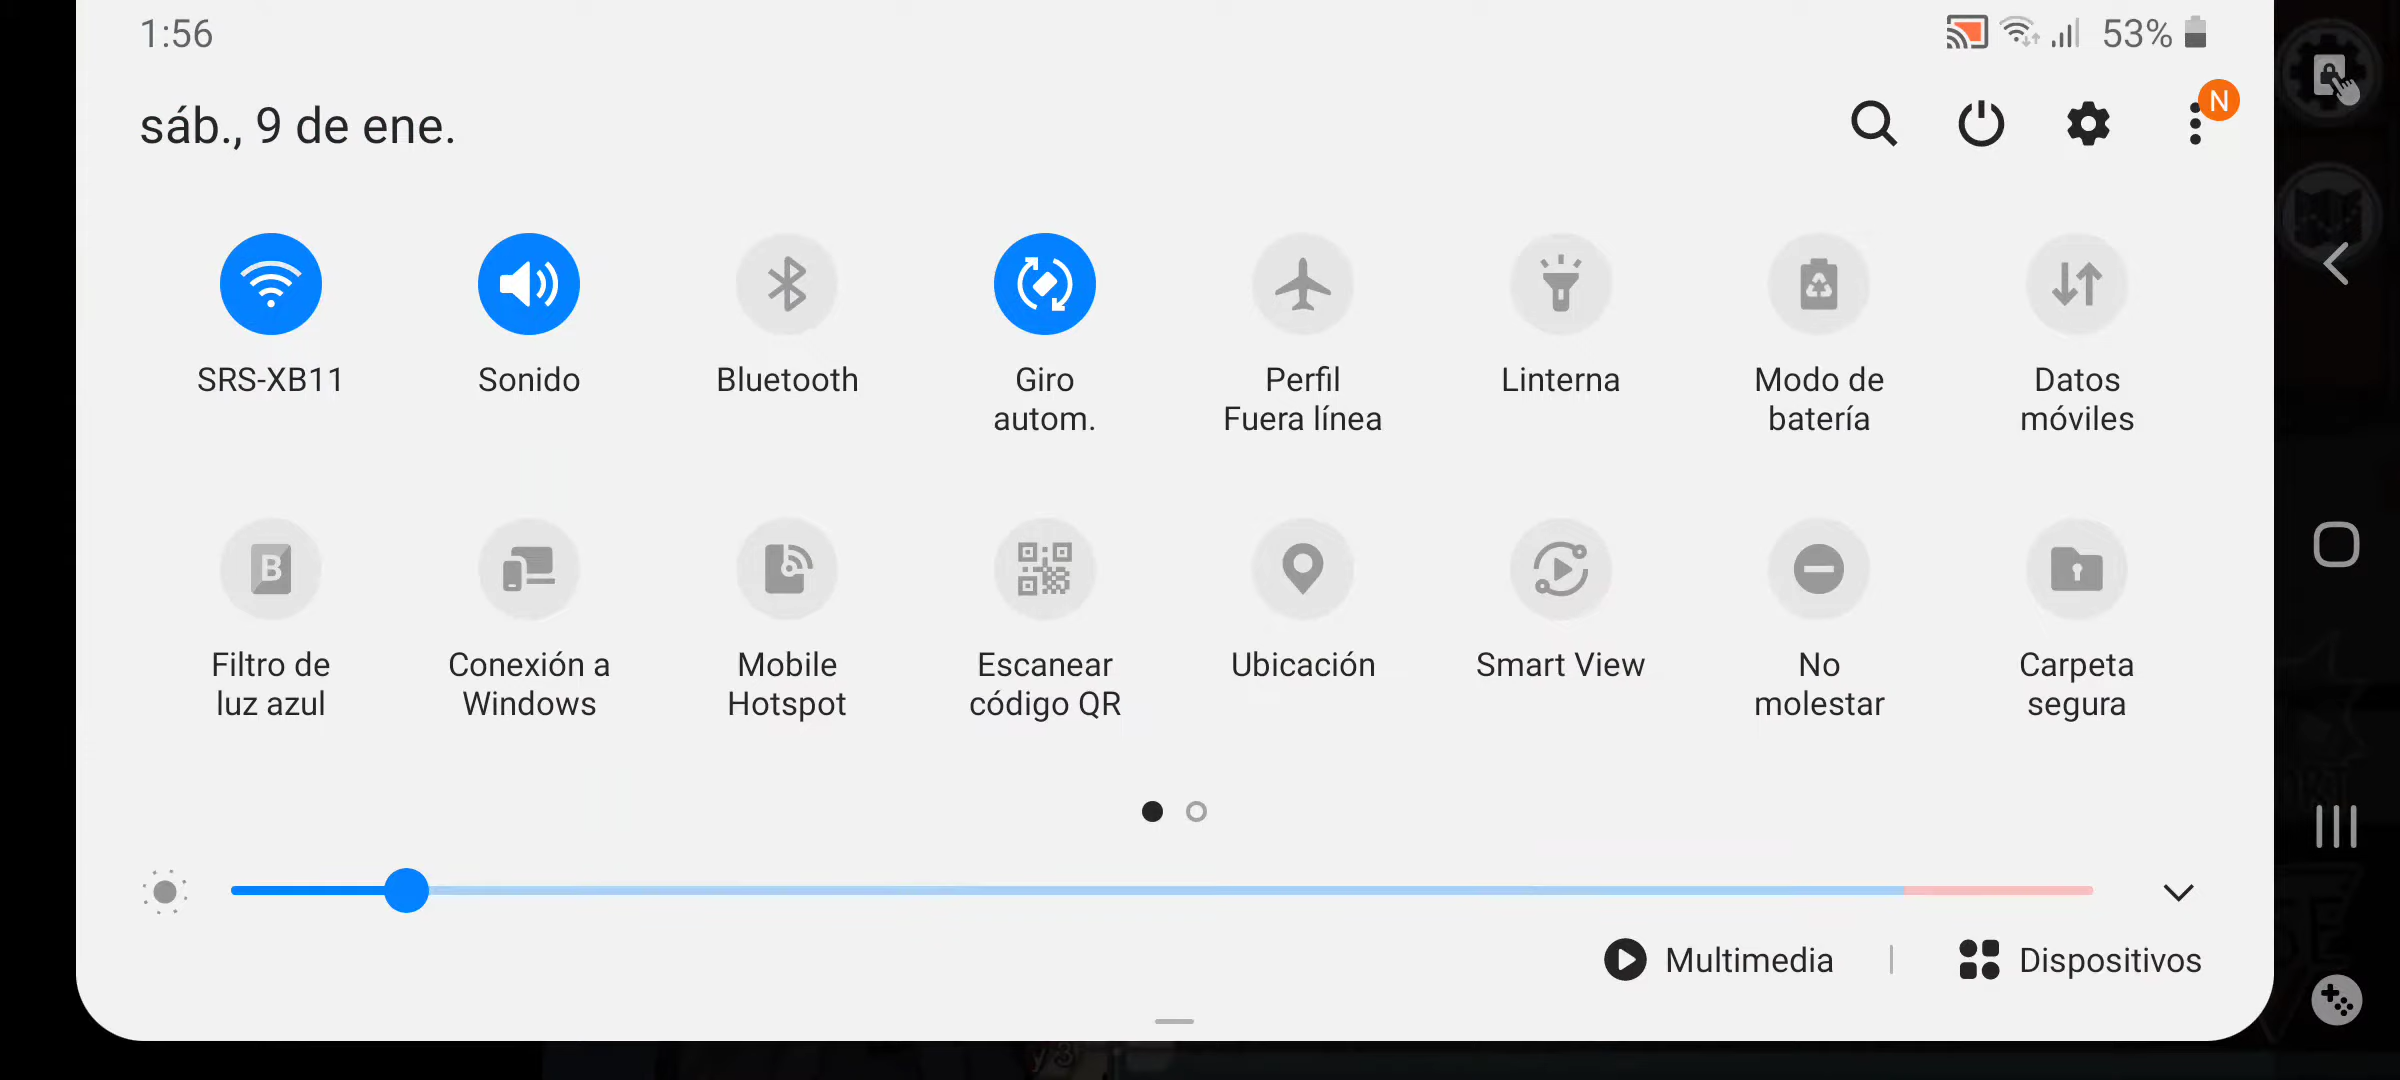 1:56
53%
sáb., 9 de ene.
N
SRS-XB11
Sonido
Bluetooth
Giro
autom.
Perfil
Fuera línea
Linterna
Modo de
batería
Datos
móviles
B
Filtro de
luz azul
Conexión a
Windows
Mobile
Hotspot
Escanear
código QR
Ubicación
Smart View
No
molestar
Carpeta
segura
Multimedia
Dispositivos